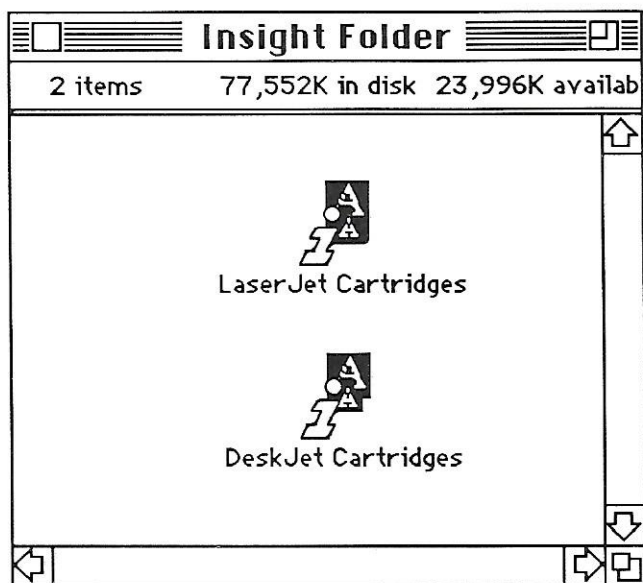 Insight Folder
2 items 77,552K in disk 23,996K availab
LaserJet Cartridges
DeskJet Cartridges